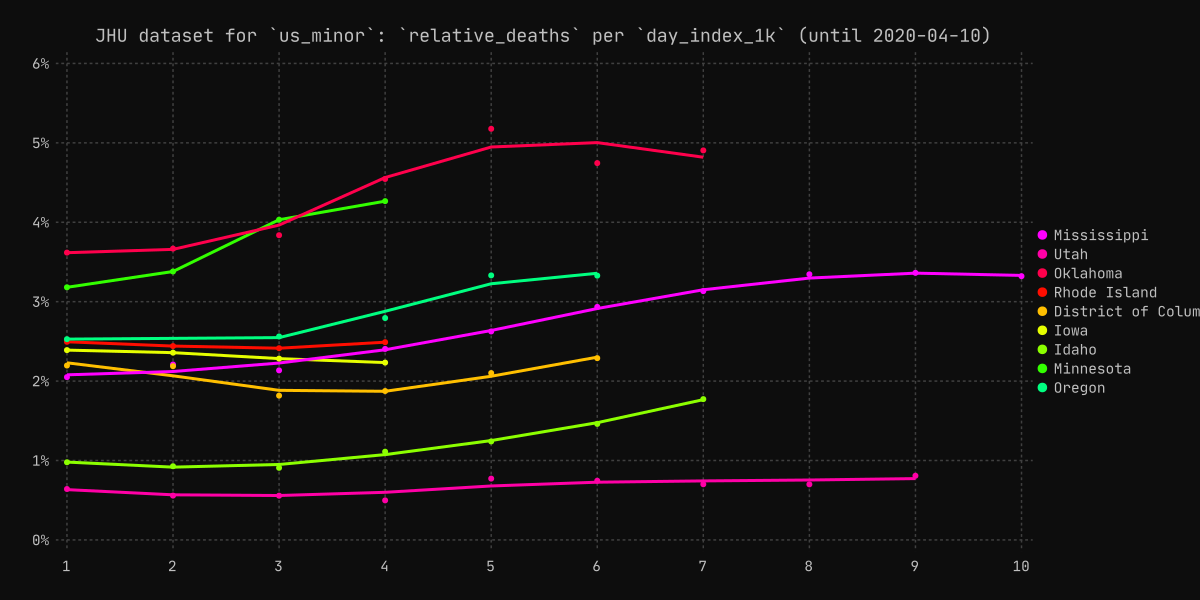 JHU dataset for `us_minor`: `relative_deaths` per `day_index_1k` (until 2020-04-10)
6%
5%
4%
3%
2%
1%
0%
1 2 3 4 5 6 7 8 9 10
Mississippi
Utah
Oklahoma
Rhode Island
District of Colum
Iowa
Idaho
Minnesota
Oregon